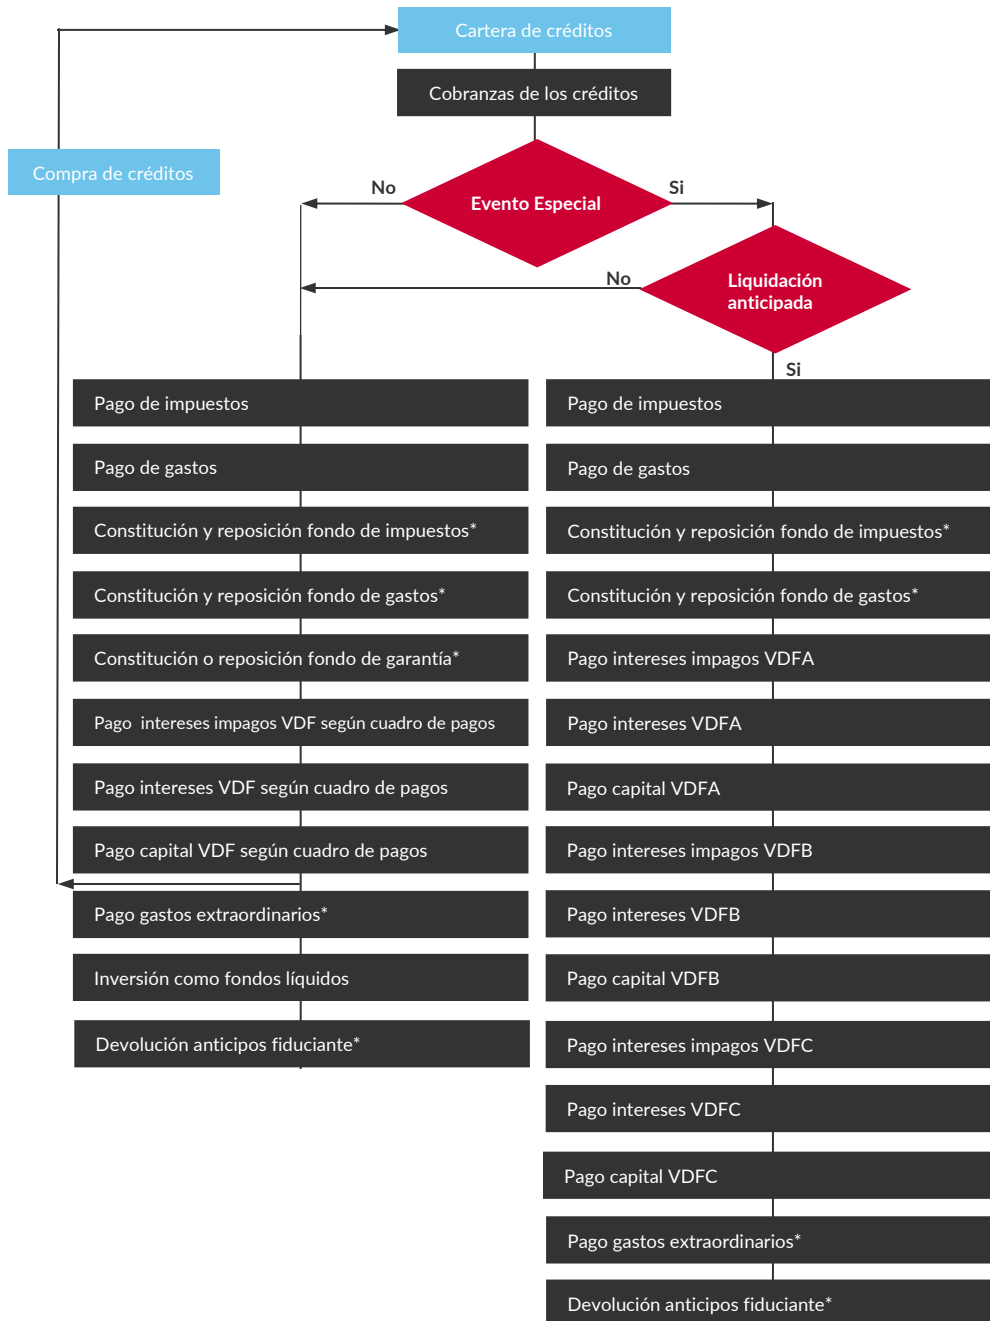 Cartera de créditos
Cobranzas de los créditos
Compra de créditos
No
Evento Especial
Si
No
Liquidación
anticipada
Si
Pago de impuestos
Pago de gastos
Constitución y reposición fondo de impuestos*
Constitución y reposición fondo de gastos*
Constitución o reposición fondo de garantía*
Pago intereses impagos VDF según cuadro de pagos
Pago intereses VDF según cuadro de pagos
Pago capital VDF según cuadro de pagos
Pago gastos extraordinarios*
Inversión como fondos líquidos
Devolución anticipos fiduciante*
Pago de impuestos
Pago de gastos
Constitución y reposición fondo de impuestos*
Constitución y reposición fondo de gastos*
Pago intereses impagos VDFA
Pago intereses VDFA
Pago capital VDFA
Pago intereses impagos VDFB
Pago intereses VDFB
Pago capital VDFB
Pago intereses impagos VDFC
Pago intereses VDFC
Pago capital VDFC
Pago gastos extraordinarios*
Devolución anticipos fiduciante*